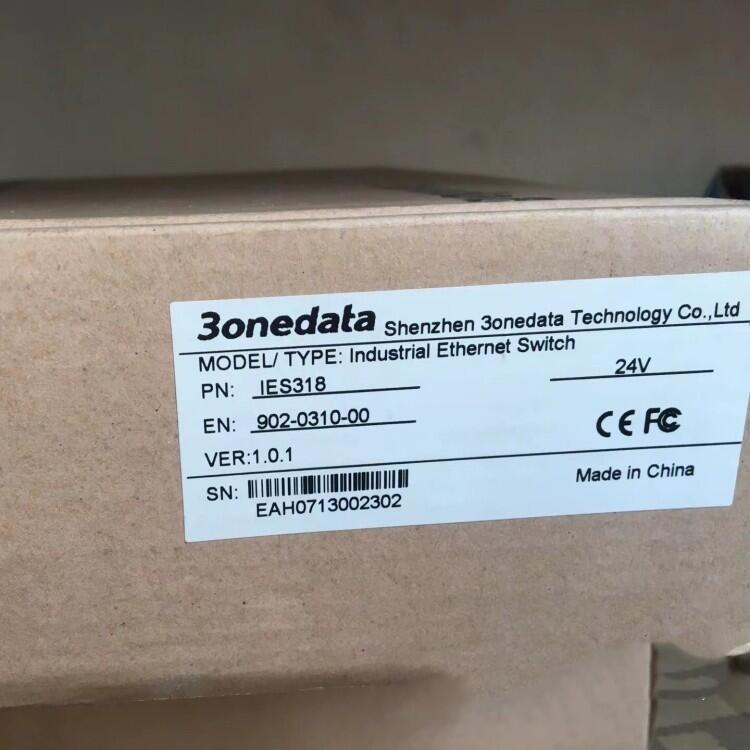 3onedata Shenzhen 3onedata Technology Co.,Ltd
MODEL/ TYPE: Industrial Ethernet Switch
PN: IES318 24V
EN: 902-0310-00 CE FC
VER:1.0.1
SN: Made in China
EAH0713002302